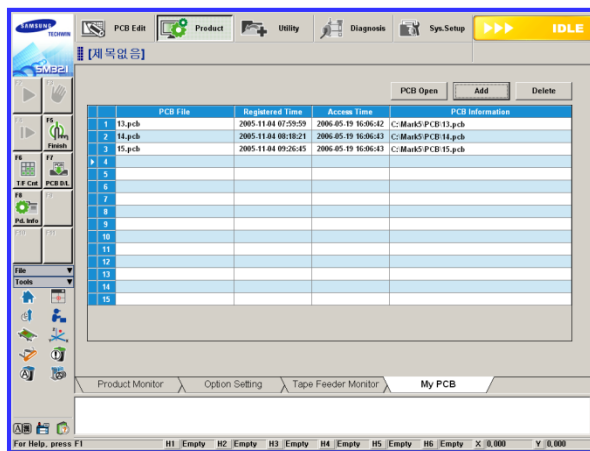 SAMSUNG
TECHWIN
SM321
PCB Edit
Product
Utility
Diagnosis
Sys.Setup
IDLE
[제목없음]
PCB Open
Add
Delete
PCB File Registered Time Access Time PCB Information
1 13.pcb 2005-11-04 07:59:59 2006-05-19 16:06:42 C:\Mark5\PCB\13.pcb
2 14.pcb 2005-11-04 08:18:21 2006-05-19 16:06:43 C:\Mark5\PCB\14.pcb
3 15.pcb 2005-11-04 09:26:45 2006-05-19 16:06:43 C:\Mark5\PCB\15.pcb
4
5
6
7
8
9
10
11
12
13
14
15
F2
F3
F5
Finish
F6
T/F Cnt
F7
PCB D/L
F8
Pd. Info
F10
F11
File
Tools
Product Monitor
Option Setting
Tape Feeder Monitor
My PCB
For Help, press F1
H1 Empty H2 Empty H3 Empty H4 Empty H5 Empty H6 Empty X 0,000 Y 0,000